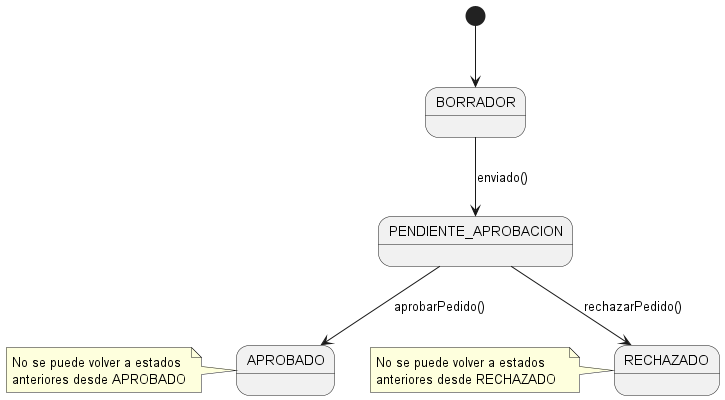 BORRADOR
enviado()
PENDIENTE_APROBACION
aprobarPedido()
rechazarPedido()
No se puede volver a estados
anteriores desde APROBADO
APROBADO
No se puede volver a estados
anteriores desde RECHAZADO
RECHAZADO